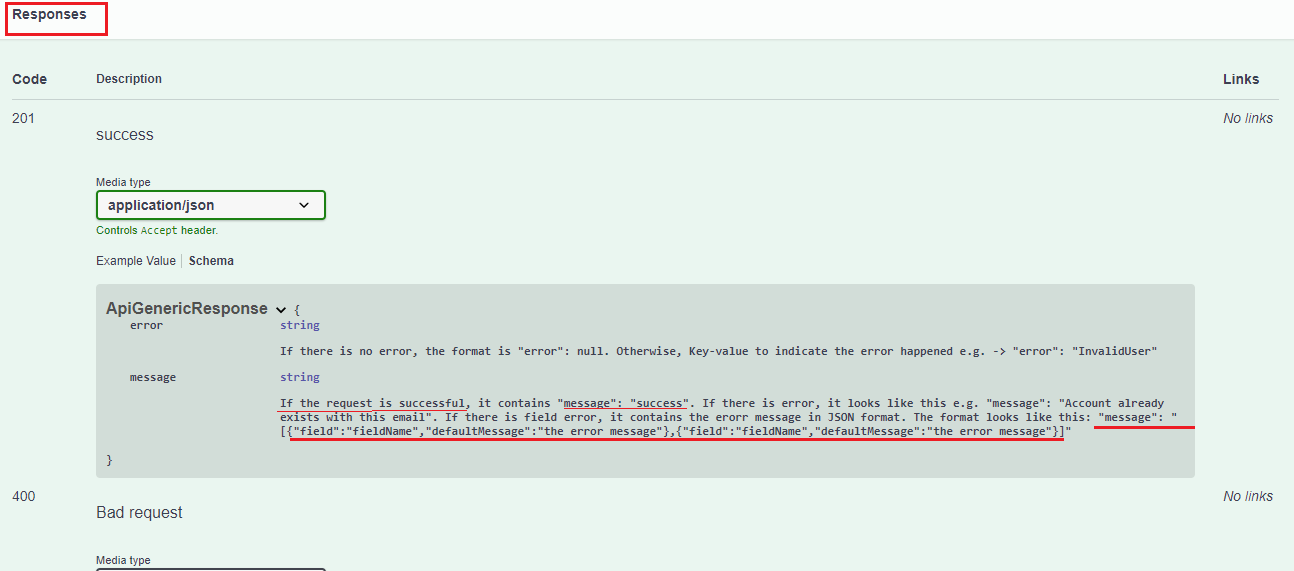 Responses
Code Description Links
201 No links
success
Media type
application/json
Controls Accept header.
Example Value Schema
ApiGenericResponse {
error string
If there is no error, the format is "error": null. Otherwise, Key-value to indicate the error happened e.g. -> "error": "InvalidUser"
message string
If the request is successful, it contains "message": "success". If there is error, it looks like this e.g. "message": "Account already
exists with this email". If there is field error, it contains the erorr message in JSON format. The format looks like this: "message": "
[{"field":"fieldName","defaultMessage":"the error message"},{"field":"fieldName","defaultMessage":"the error message"}]"
}
400 No links
Bad request
Media type